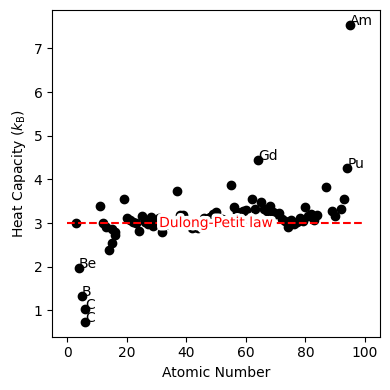 Am
7
6
5
Gd
Pu
4
Heat Capacity (k_B)
3
Dulong-Petit law
Be
2
B
C
1
C
0
20
40
60
80
100
Atomic Number